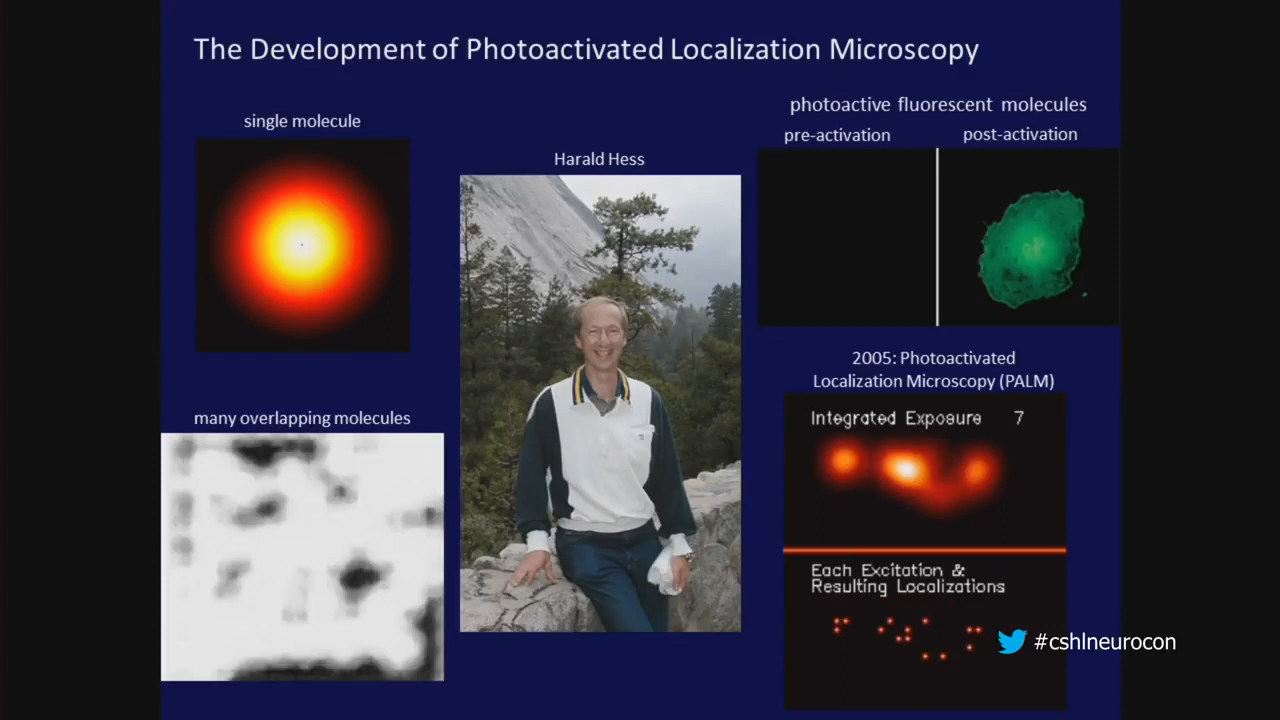 The Development of Photoactivated Localization Microscopy
single molecule
Harald Hess
photoactive fluorescent molecules
pre-activation
post-activation
many overlapping molecules
2005: Photoactivated
Localization Microscopy (PALM)
Integrated Exposure 7
Each Excitation &
Resulting Localizations
#cshlneurocon